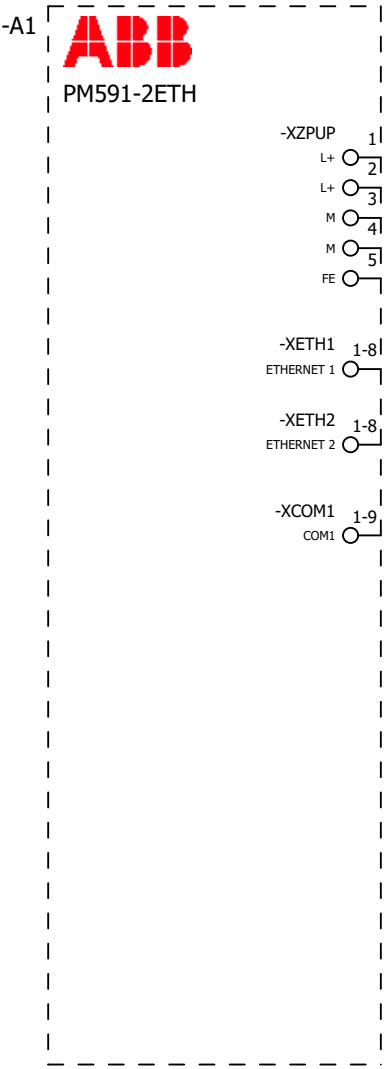 -A1
ABB
PM591-2ETH
-XZPUP 1
L+
2
L+
3
M
4
M
5
FE
-XETH1 1-8
ETHERNET 1
-XETH2 1-8
ETHERNET 2
-XCOM1 1-9
COM1